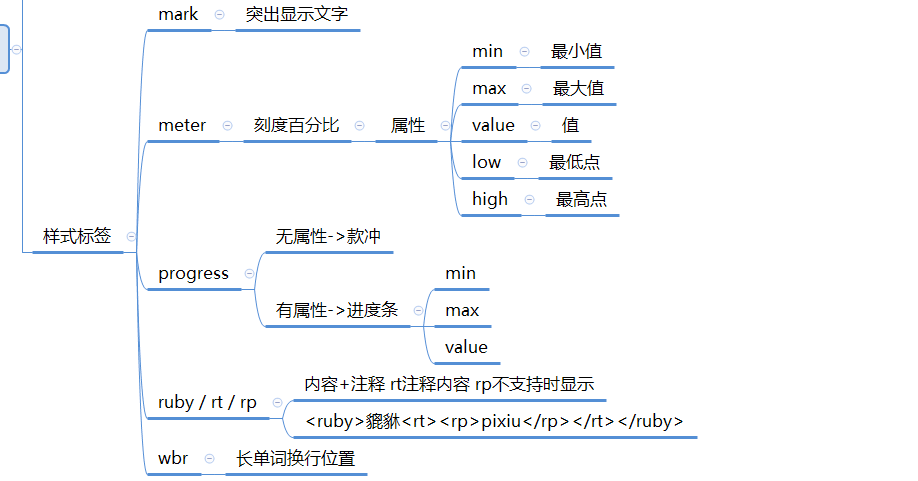 mark 突出显示文字
min 最小值
max 最大值
meter 刻度百分比 属性 value 值
low 最低点
high 最高点
样式标签
无属性->款冲
progress
min
有属性->进度条 max
value
内容+注释 rt注释内容 rp不支持时显示
ruby / rt / rp
<ruby>貔貅<rt><rp>pixiu</rp></rt></ruby>
wbr 长单词换行位置